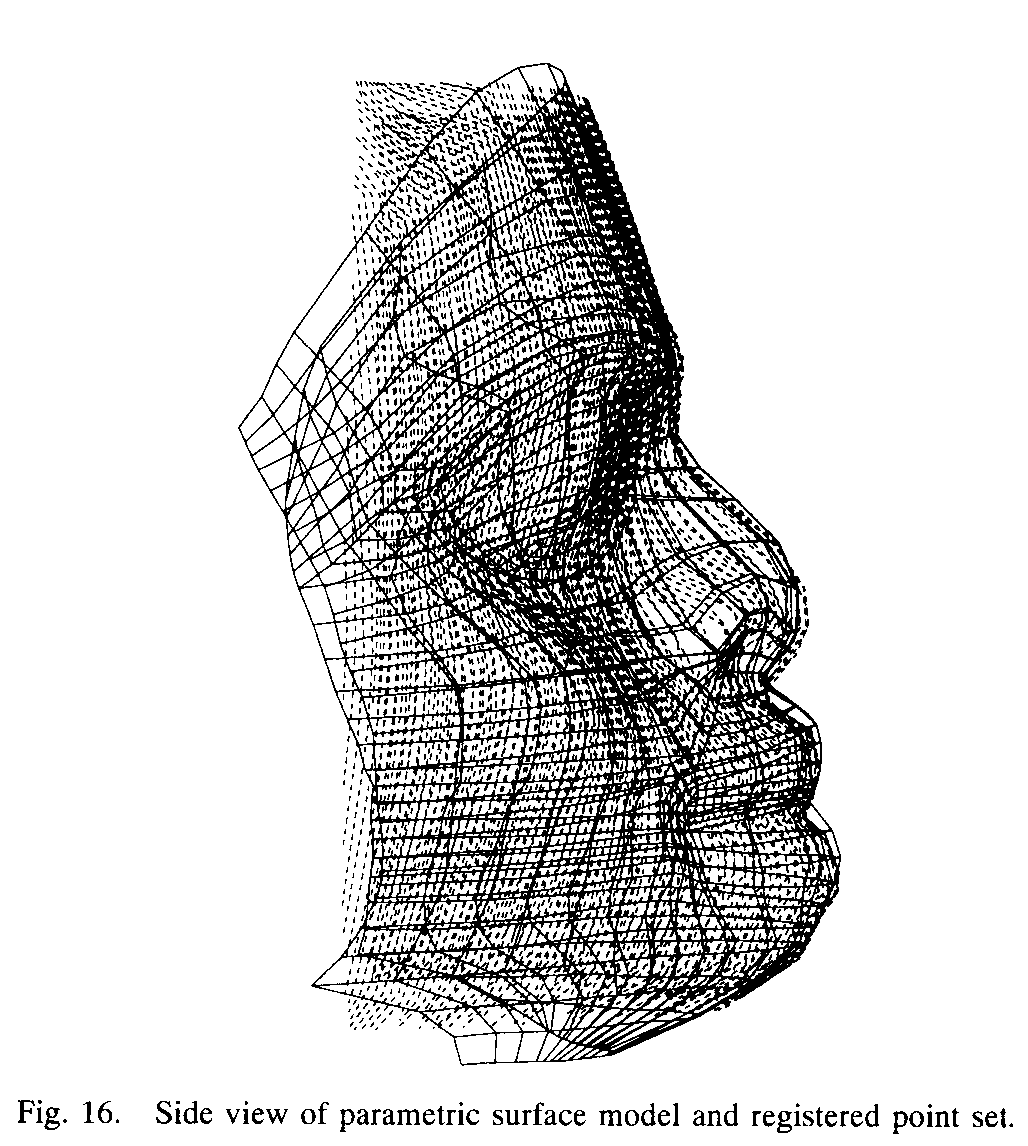 Fig. 16. Side view of parametric surface model and registered point set.